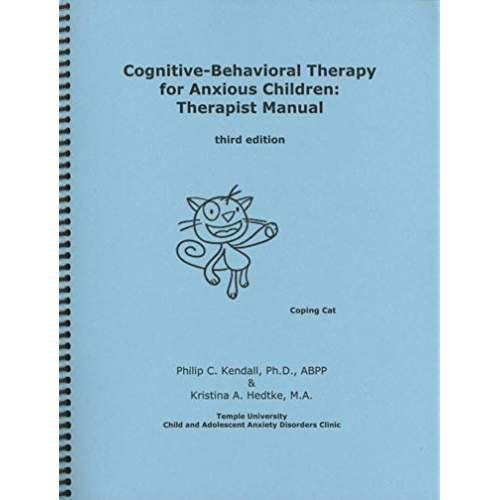 Cognitive-Behavioral Therapy
for Anxious Children:
Therapist Manual
third edition
Coping Cat
Philip C. Kendall, Ph.D., ABPP
&
Kristina A. Hedtke, M.A.
Temple University
Child and Adolescent Anxiety Disorders Clinic